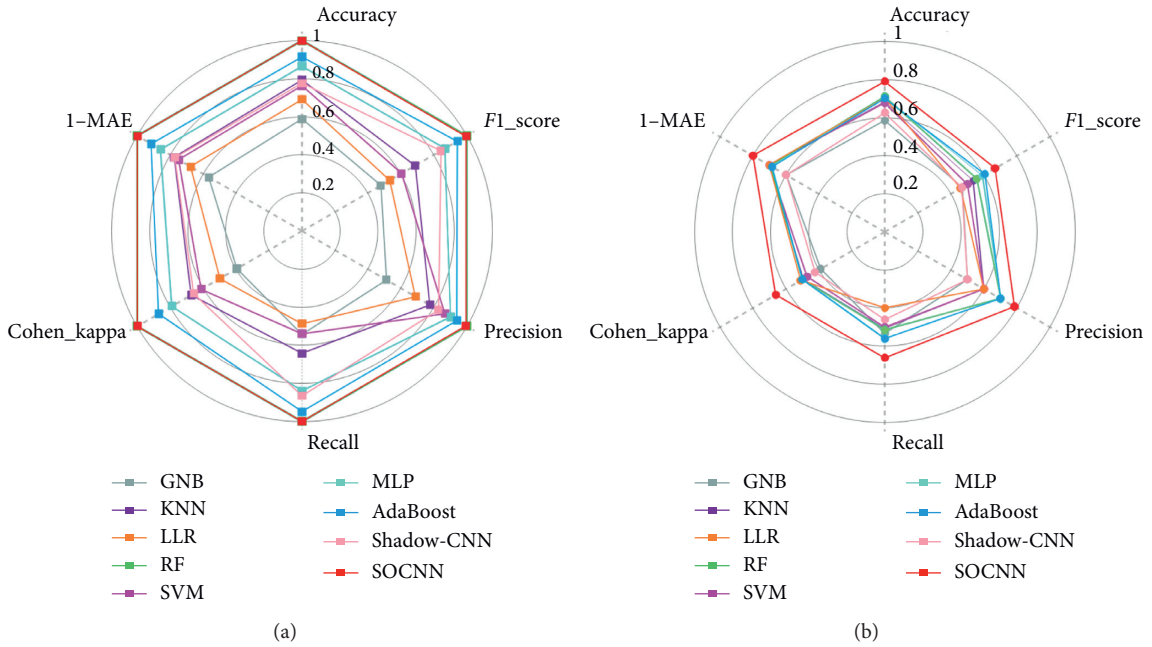 Accuracy
1
0.8
0.6
0.4
0.2
F1_score
Precision
Recall
Cohen_kappa
1–MAE
GNB
KNN
LLR
RF
SVM
MLP
AdaBoost
Shadow-CNN
SOCNN
(a)
Accuracy
1
0.8
0.6
0.4
0.2
F1_score
Precision
Recall
Cohen_kappa
1–MAE
GNB
KNN
LLR
RF
SVM
MLP
AdaBoost
Shadow-CNN
SOCNN
(b)